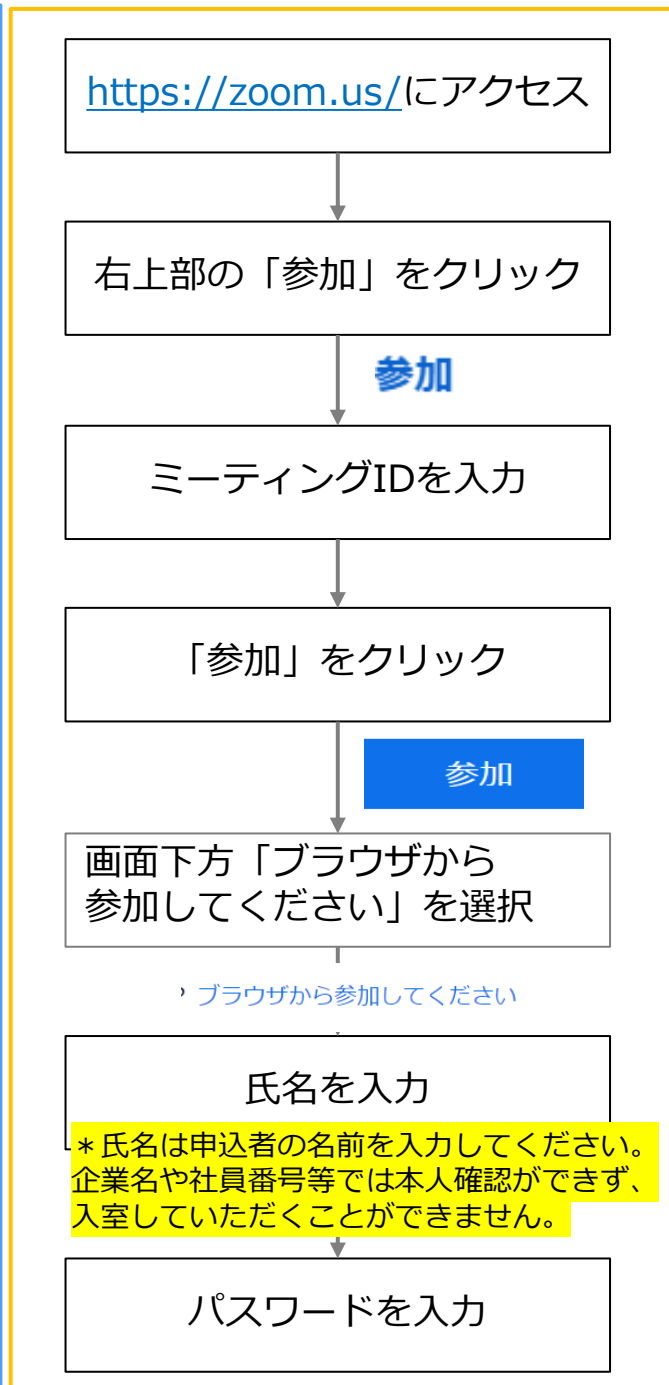 https://zoom.us/にアクセス
右上部の「参加」をクリック
参加
ミーティングIDを入力
「参加」をクリック
参加
画面下方「ブラウザから
参加してください」を選択
ブラウザから参加してください
氏名を入力
＊氏名は申込者の名前を入力してください。
企業名や社員番号等では本人確認ができず、
入室していただくことができません。
パスワードを入力